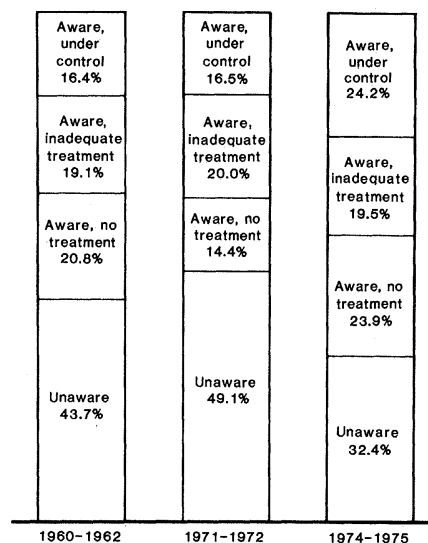 Aware,
under
control
16.4%
Aware,
inadequate
treatment
19.1%
Aware, no
treatment
20.8%
Unaware
43.7%
1960-1962
Aware,
under
control
16.5%
Aware,
inadequate
treatment
20.0%
Aware, no
treatment
14.4%
Unaware
49.1%
1971-1972
Aware,
under
control
24.2%
Aware,
inadequate
treatment
19.5%
Aware, no
treatment
23.9%
Unaware
32.4%
1974-1975